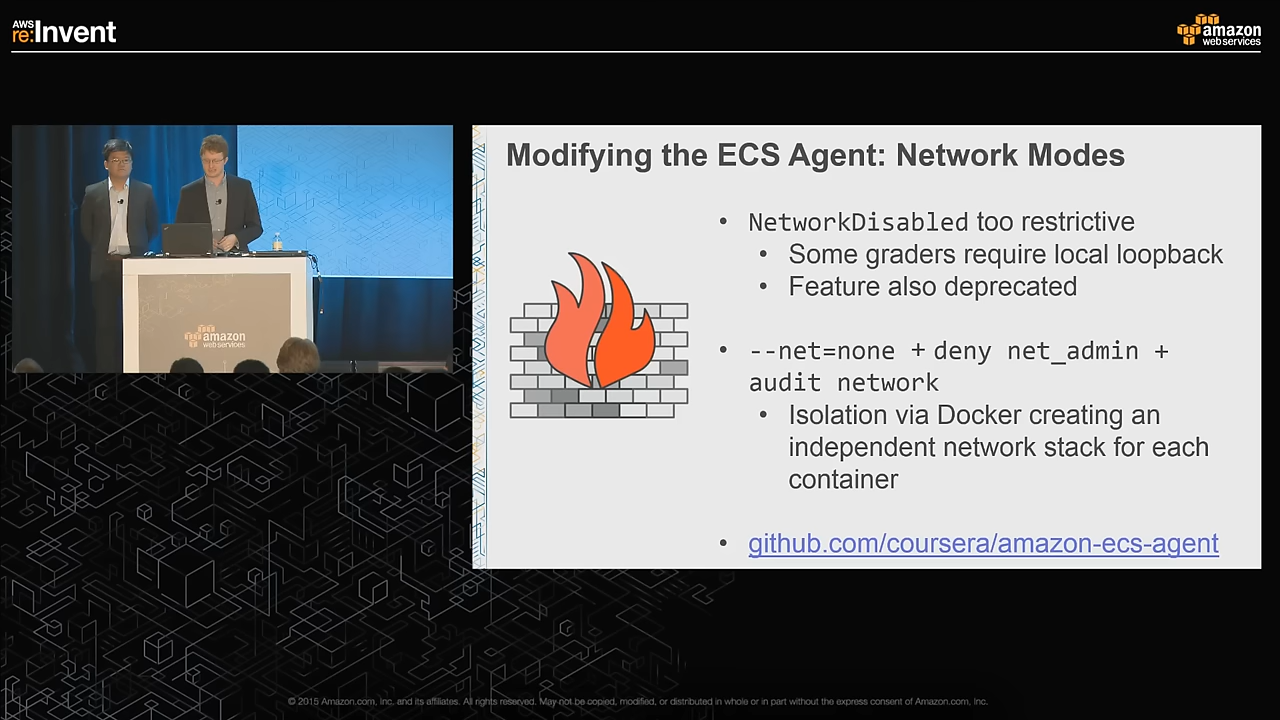 AWS
re:Invent
amazon
web services
amazon
web services
Modifying the ECS Agent: Network Modes
• NetworkDisabled too restrictive
• Some graders require local loopback
• Feature also deprecated
• --net=none + deny net_admin +
audit network
• Isolation via Docker creating an
independent network stack for each
container
• github.com/coursera/amazon-ecs-agent
© 2015 Amazon.com, Inc. and its affiliates. All rights reserved. May not be copied, modified, or distributed in whole or in part without the express consent of Amazon.com, Inc.